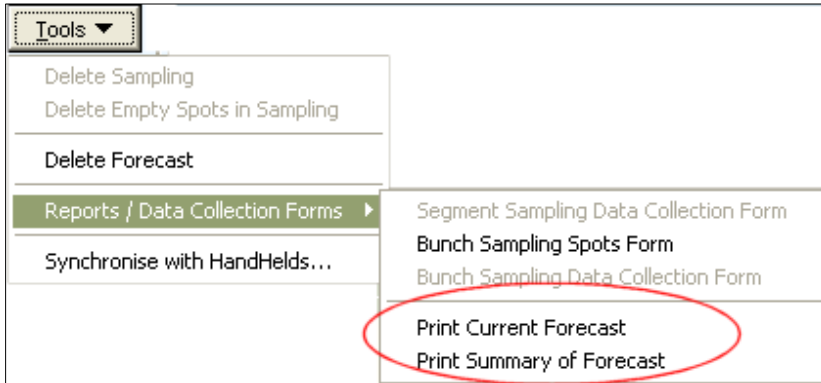 Tools
Delete Sampling
Delete Empty Spots in Sampling
Delete Forecast
Reports / Data Collection Forms
Synchronise with HandHelds...
Segment Sampling Data Collection Form
Bunch Sampling Spots Form
Bunch Sampling Data Collection Form
Print Current Forecast
Print Summary of Forecast